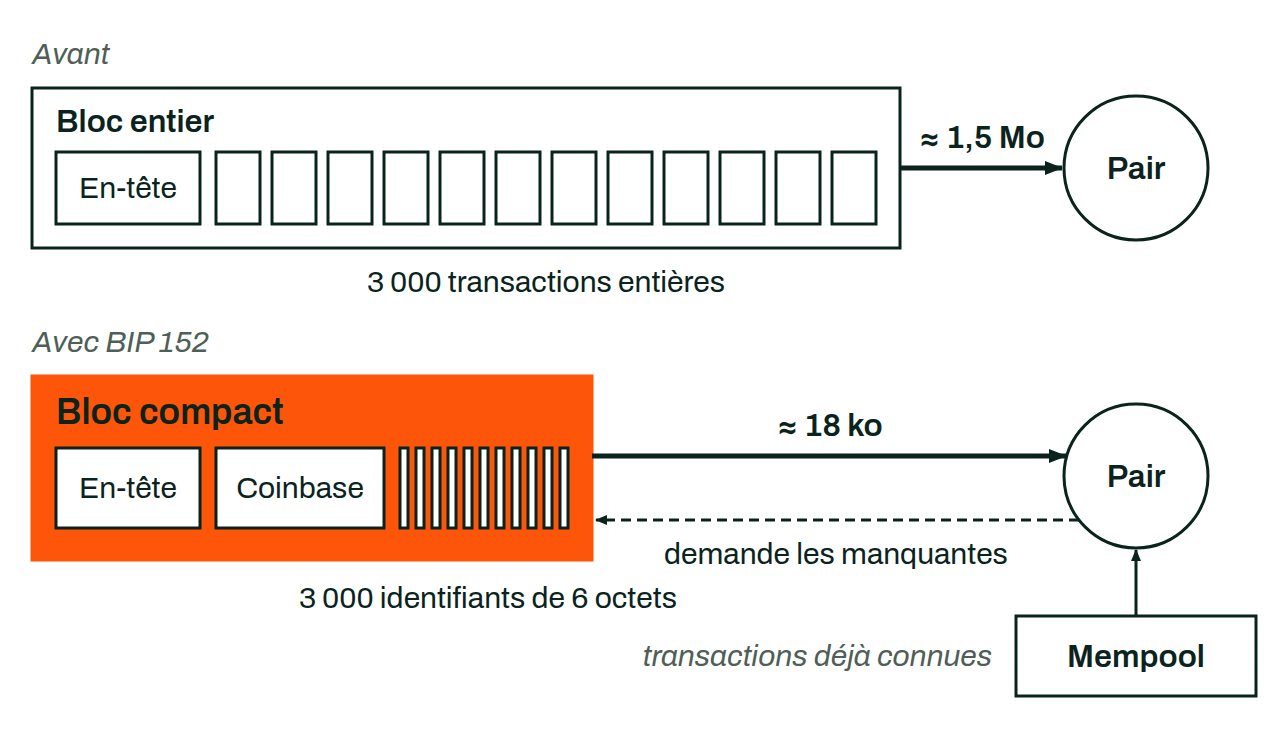 Avant
Bloc entier
En-tête
≈ 1,5 Mo
Pair
3 000 transactions entières
Avec BIP 152
Bloc compact
En-tête
Coinbase
≈ 18 ko
Pair
demande les manquantes
3 000 identifiants de 6 octets
transactions déjà connues
Mempool